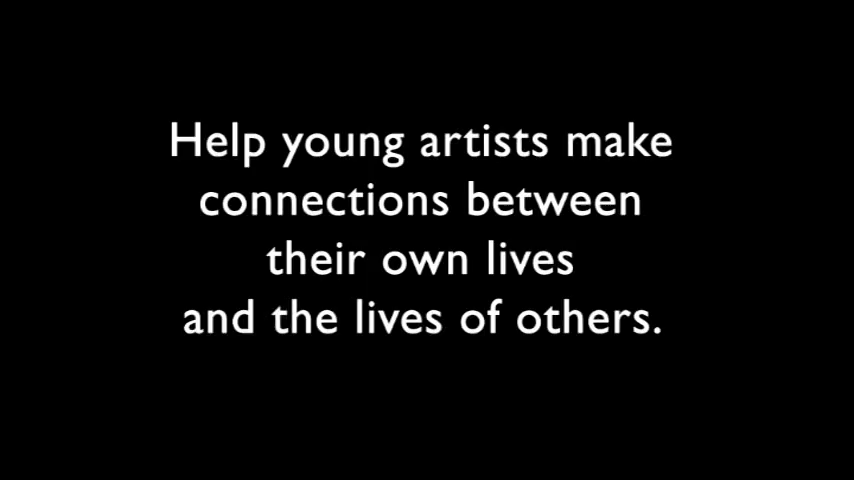 Help young artists make
connections between
their own lives
and the lives of others.